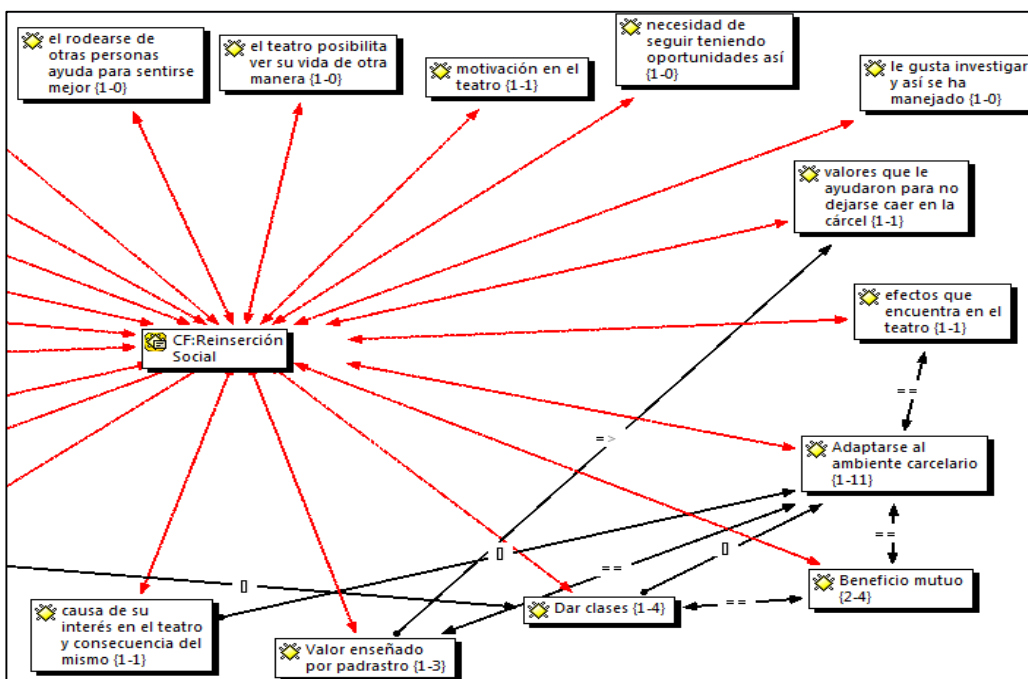 el rodearse de
otras personas
ayuda para sentirse
mejor {1-0}
el teatro posibilita
ver su vida de otra
manera {1-0}
motivación en el
teatro {1-1}
necesidad de
seguir teniendo
oportunidades así
{1-0}
le gusta investigar
y así se ha
manejado {1-0}
valores que le
ayudaron para no
dejarse caer en la
cárcel {1-1}
efectos que
encuentra en el
teatro {1-1}
CF:Reinserción
Social
==
=>
Adaptarse al
ambiente carcelario
{1-11}
[]
==
[]
==
[]
Beneficio mutuo
{2-4}
==
Dar clases {1-4}
causa de su
interés en el teatro
y consecuencia del
mismo {1-1}
Valor enseñado
por padrastro {1-3}